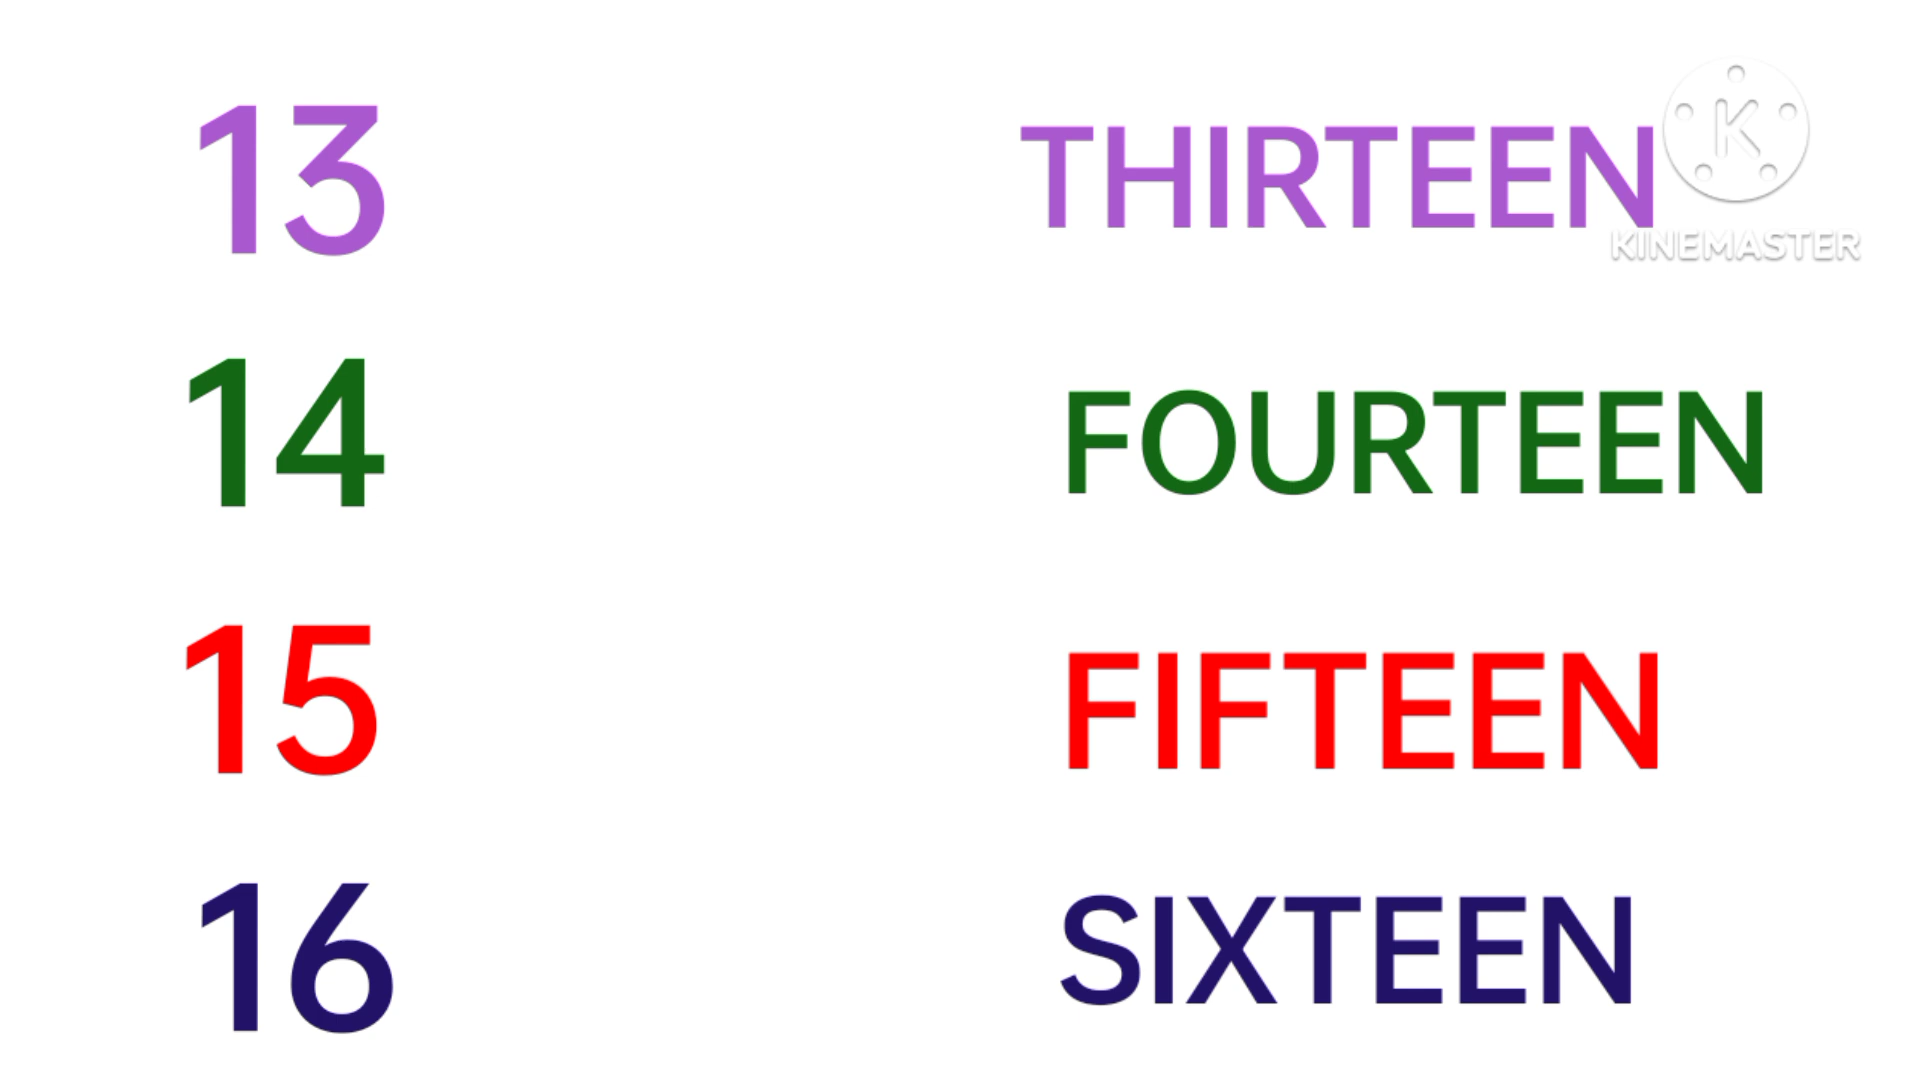 13 THIRTEEN
K
KINEMASTER
14 FOURTEEN
15 FIFTEEN
16 SIXTEEN